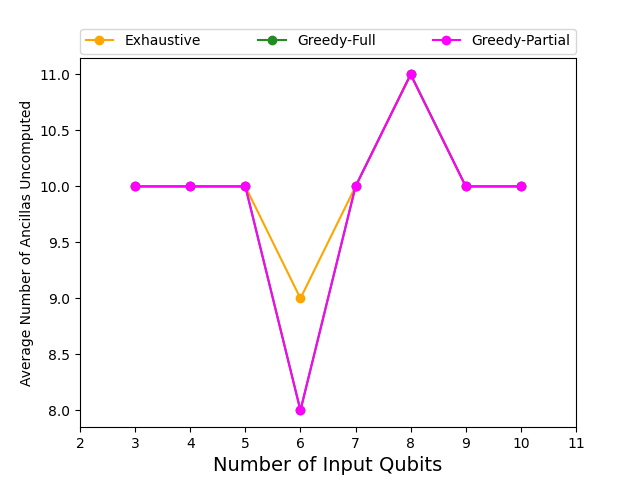 Exhaustive Greedy-Full Greedy-Partial
Average Number of Ancillas Uncomputed
11.0
10.5
10.0
9.5
9.0
8.5
8.0
2 3 4 5 6 7 8 9 10 11
Number of Input Qubits